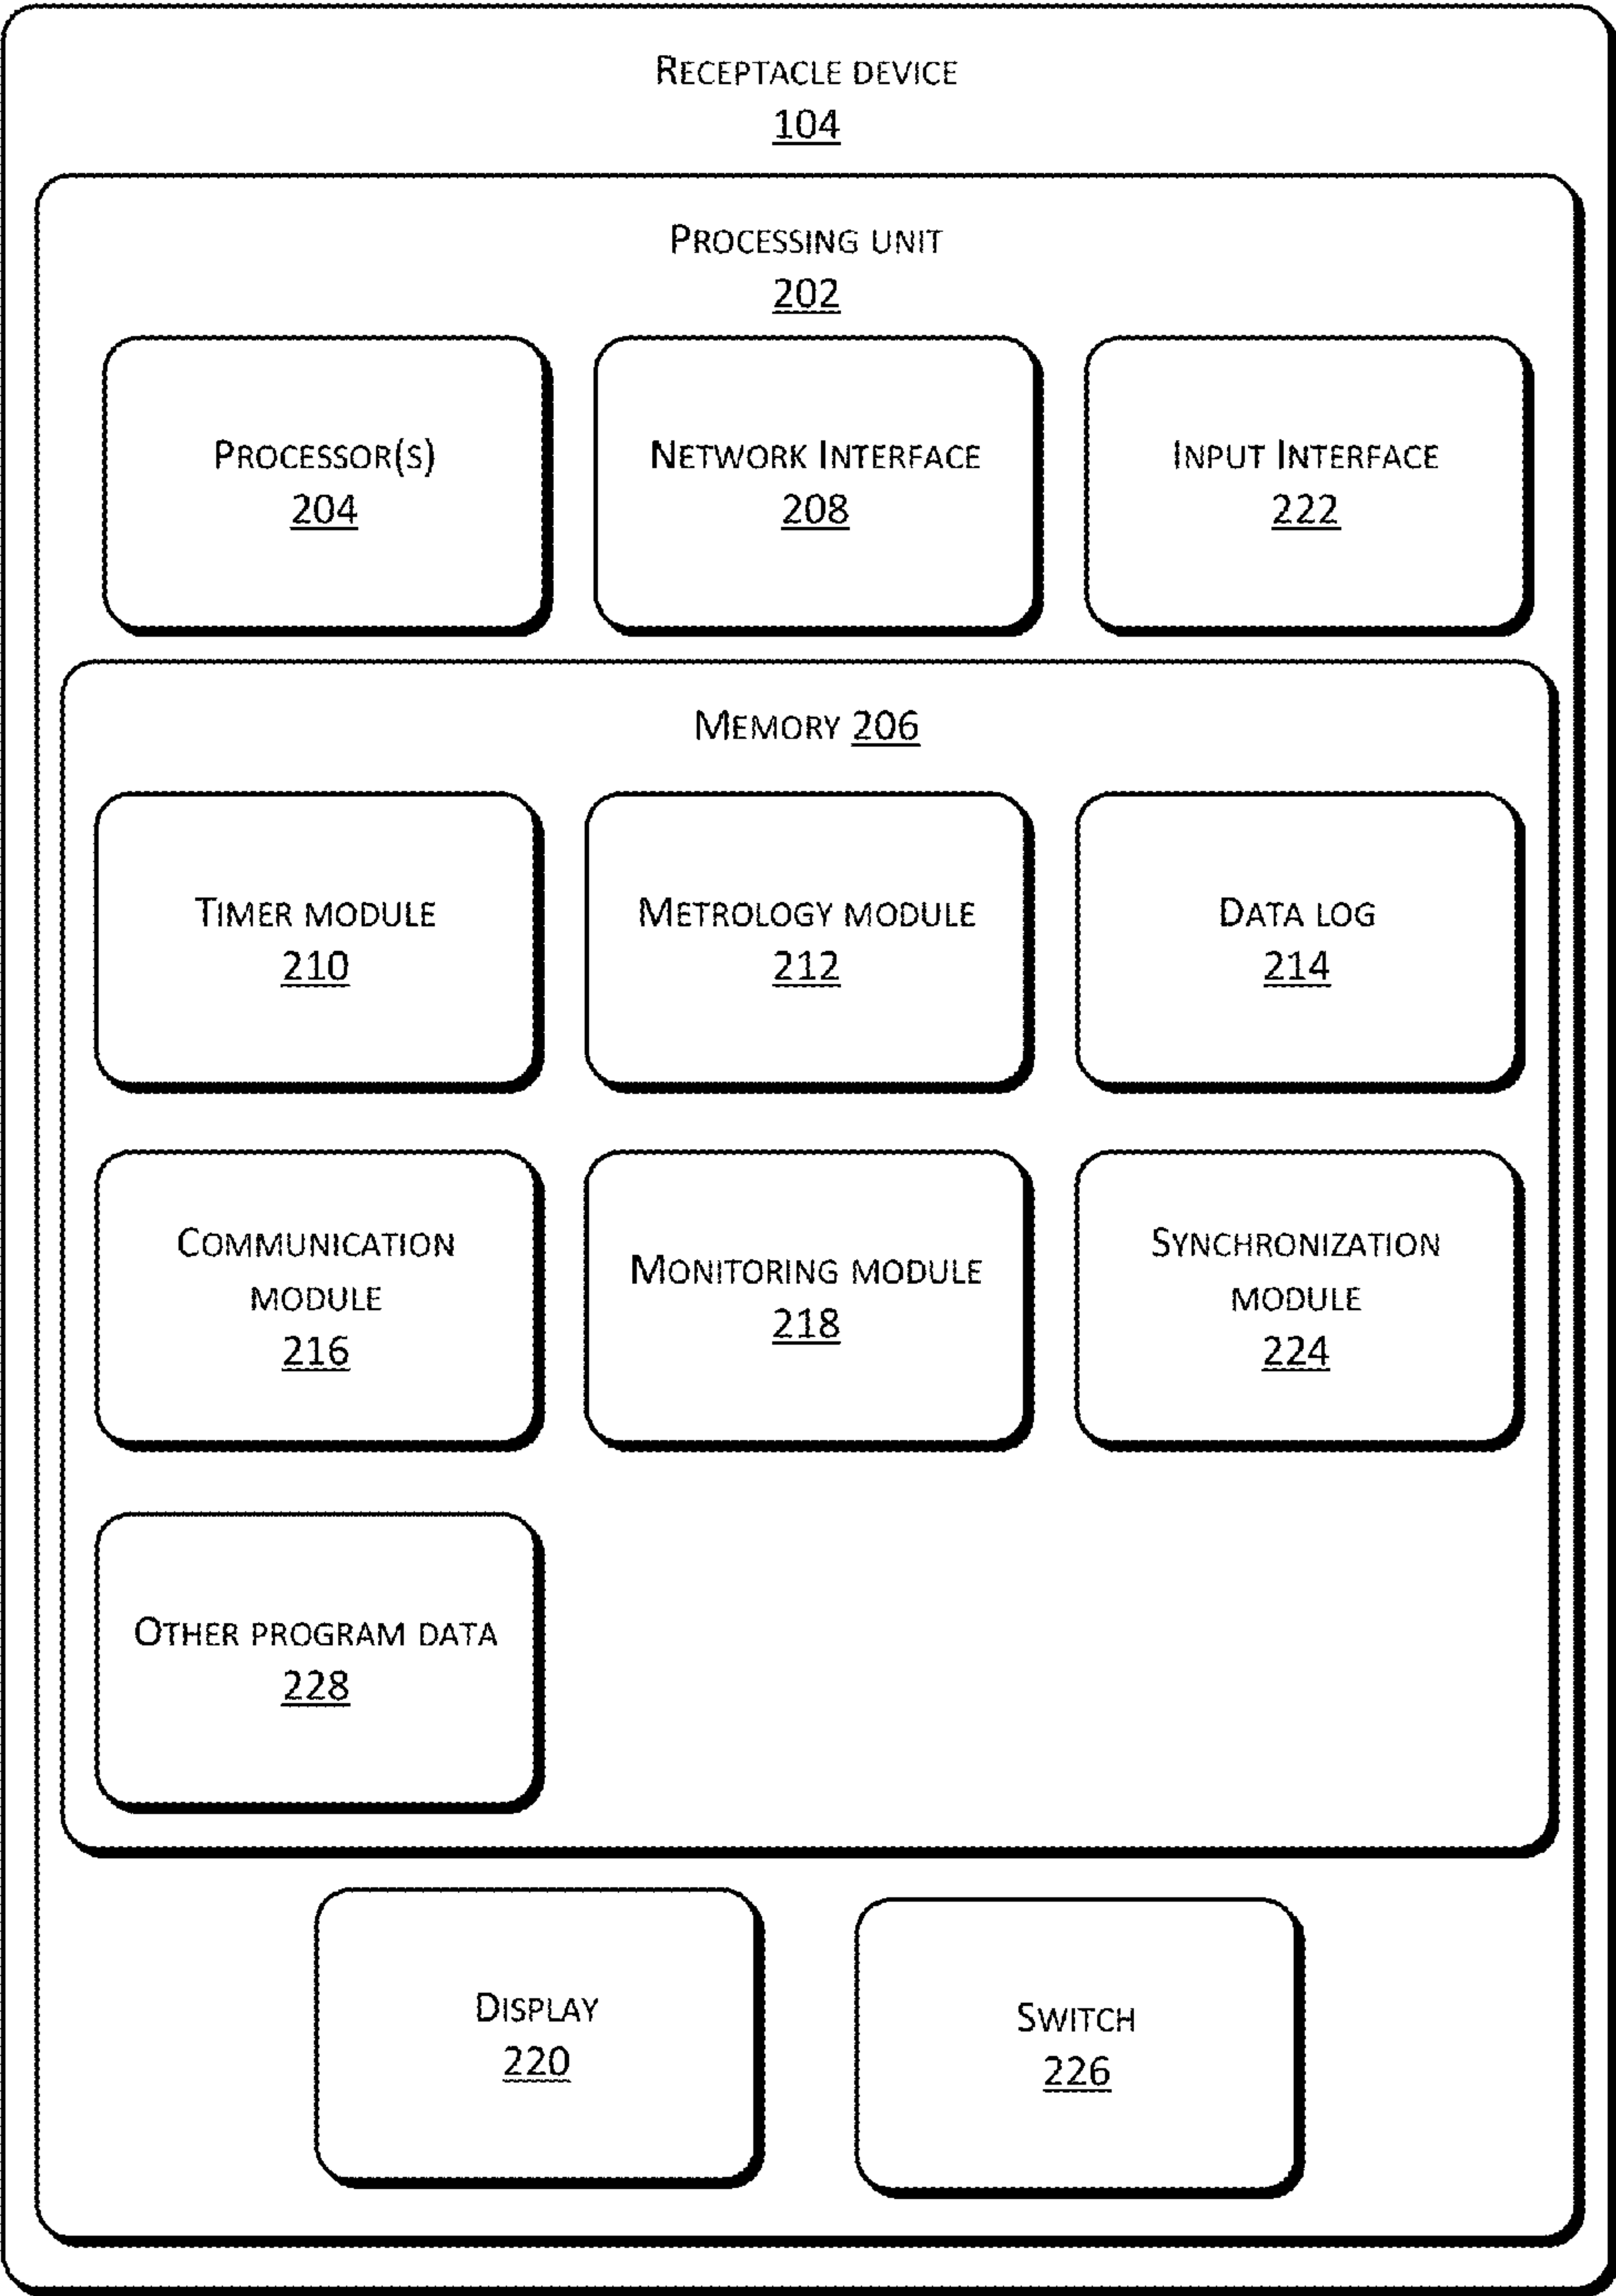 Receptacle device
104
Processing unit
202
Processor(s)
204
Network Interface
208
Input Interface
222
Memory 206
Timer module
210
Metrology module
212
Data log
214
Communication
module
216
Monitoring module
218
Synchronization
module
224
Other program data
228
Display
220
Switch
226